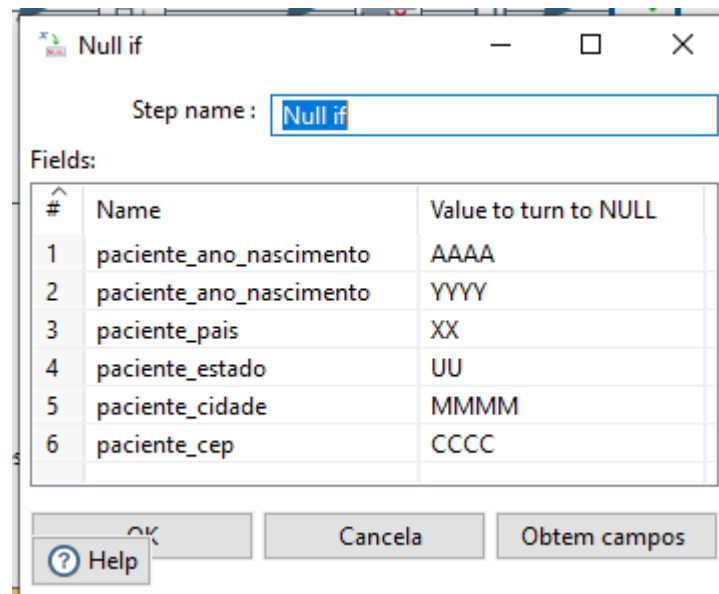 Null if
Step name : Null if
Fields:
# Name Value to turn to NULL
1 paciente_ano_nascimento AAAA
2 paciente_ano_nascimento YYYY
3 paciente_pais XX
4 paciente_estado UU
5 paciente_cidade MMMM
6 paciente_cep CCCC
OK Cancela Obtem campos
Help